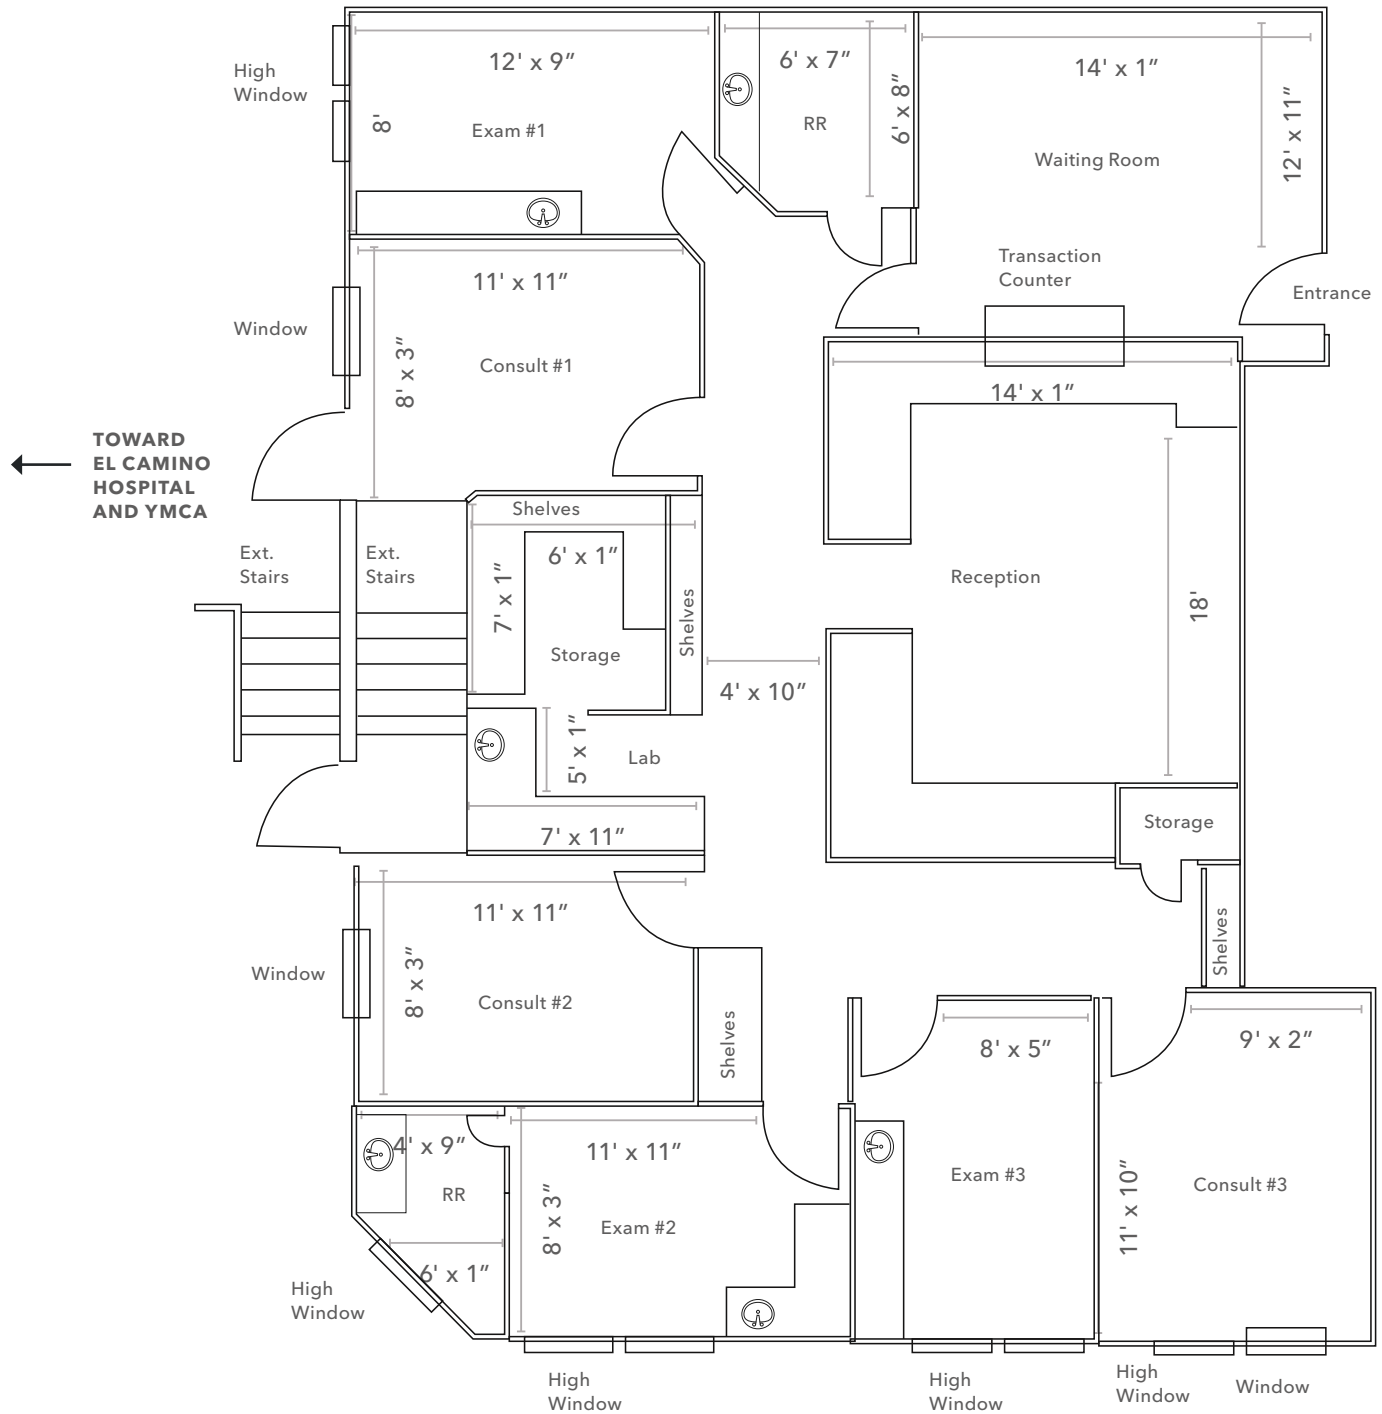 High
Window
12' x 9”
8'
Exam #1
6' x 7”
6' x 8”
RR
14' x 1”
12' x 11”
Waiting Room
Transaction
Counter
Entrance
Window
11' x 11”
8' x 3”
Consult #1
14' x 1”
TOWARD
EL CAMINO
HOSPITAL
AND YMCA
Ext.
Stairs
Ext.
Stairs
Shelves
6' x 1”
7' x 1”
Storage
Shelves
4' x 10”
Reception
18'
5' x 1”
Lab
7' x 11”
Storage
Shelves
Window
11' x 11”
8' x 3”
Consult #2
Shelves
8' x 5”
9' x 2”
4' x 9”
RR
6' x 1”
11' x 11”
8' x 3”
Exam #2
Exam #3
11' x 10”
Consult #3
High
Window
High
Window
High
Window
High
Window
Window